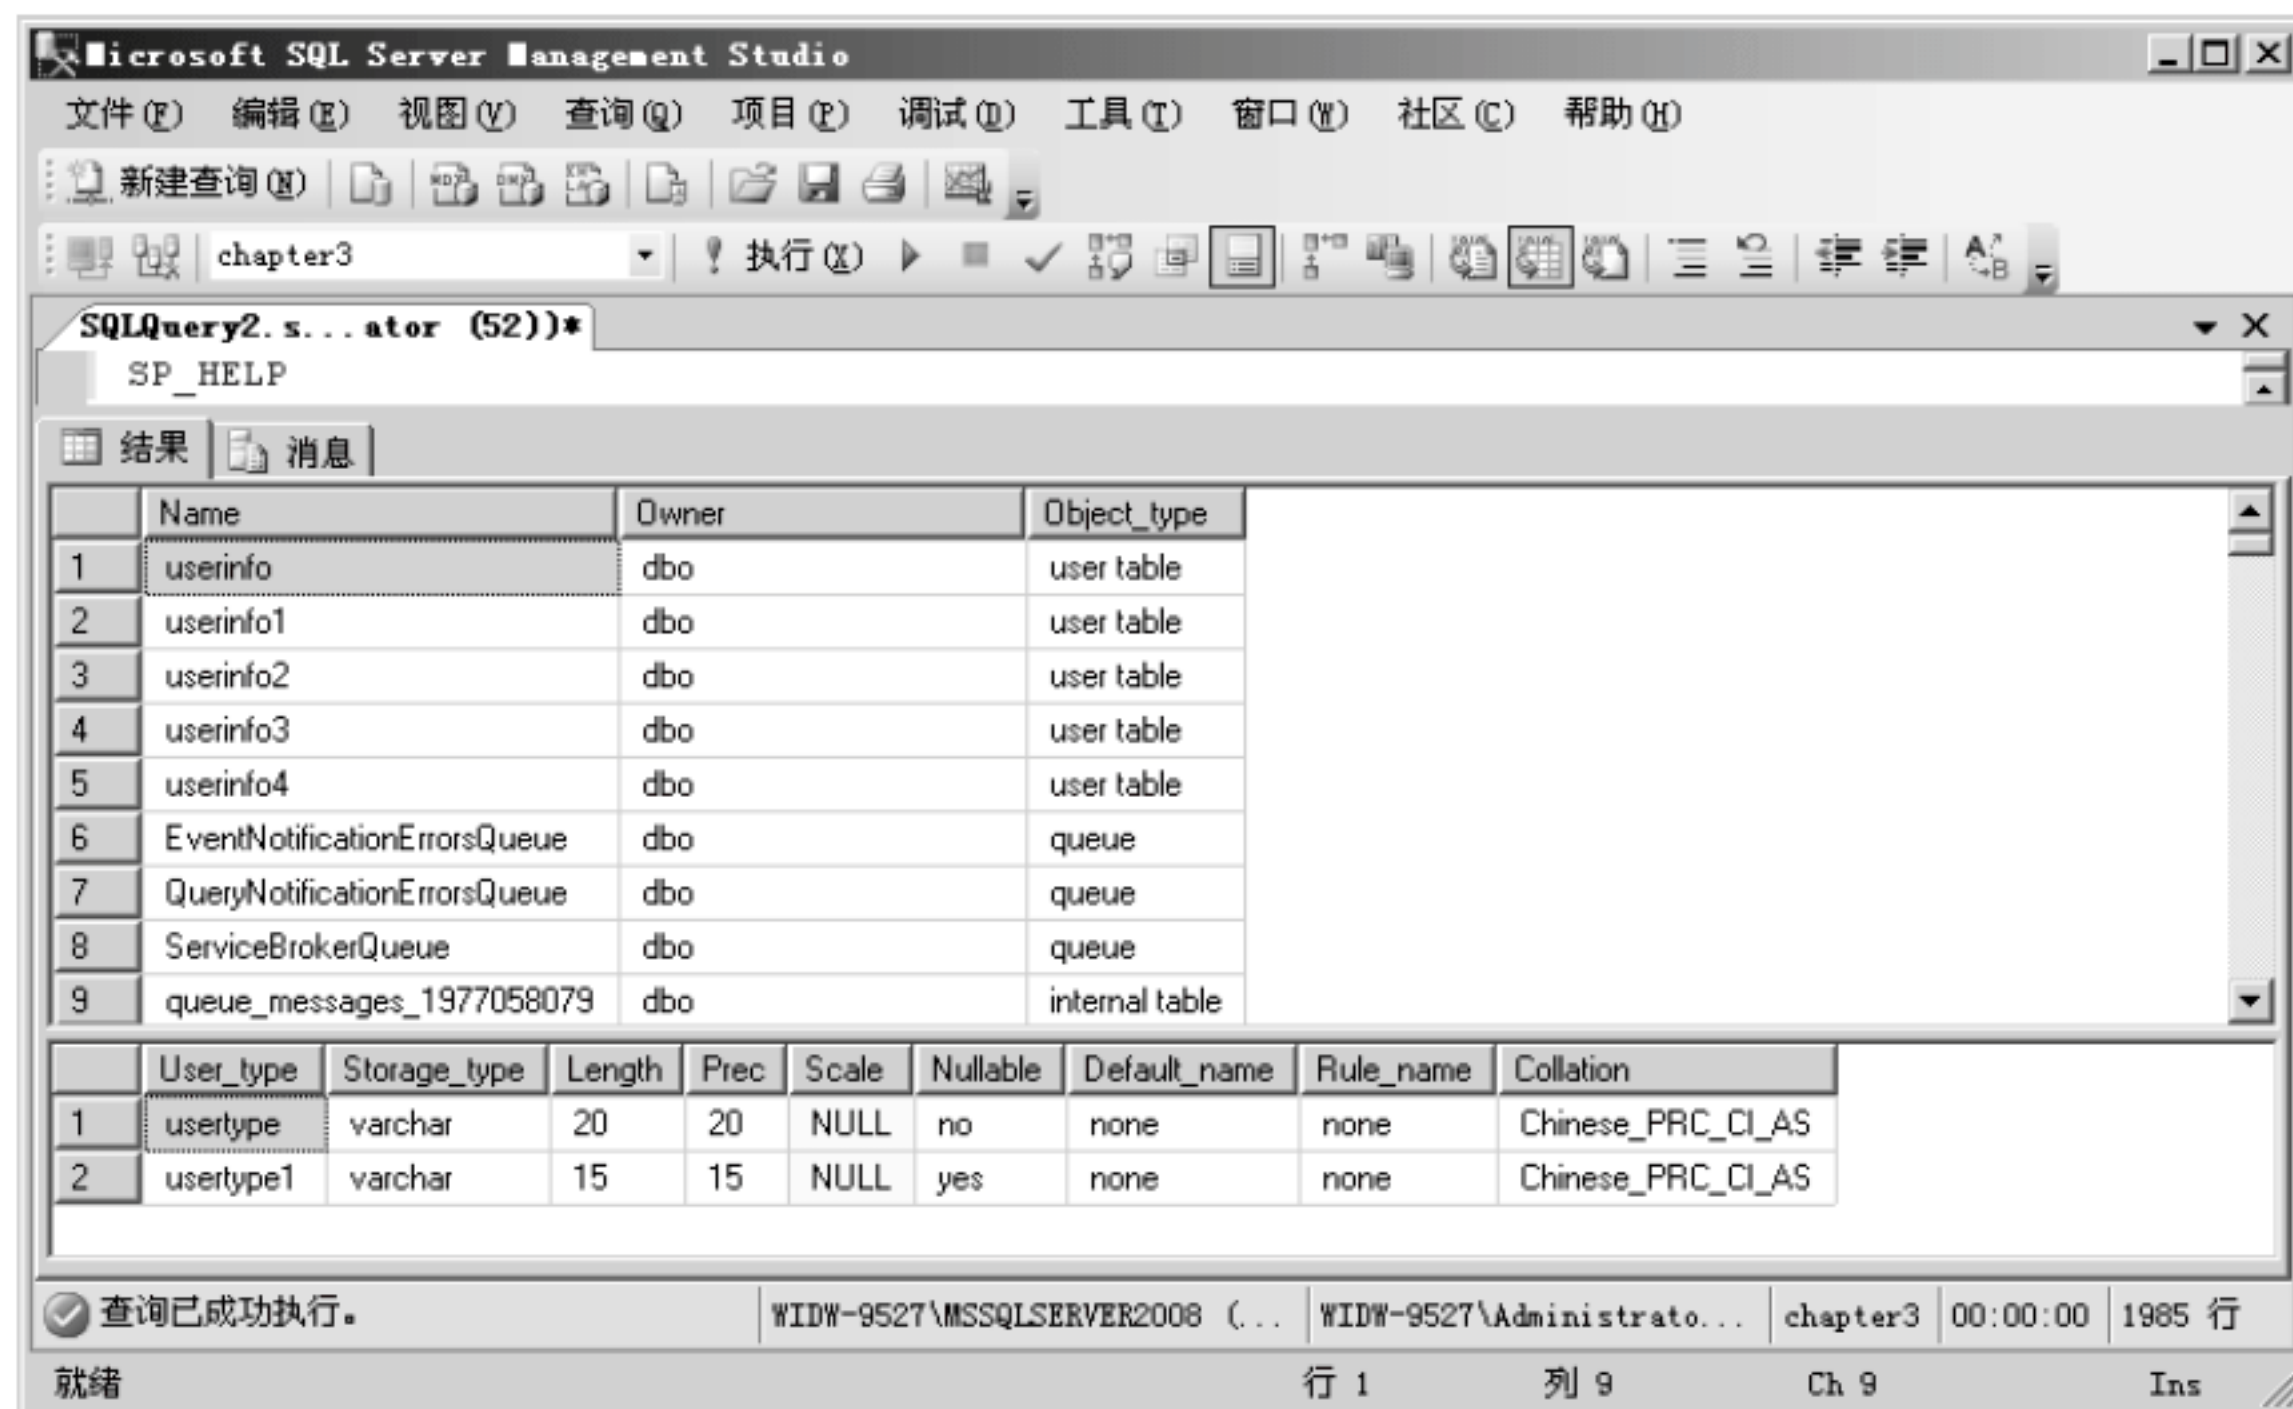 Microsoft SQL Server Management Studio
文件(F) 编辑(E) 视图(V) 查询(Q) 项目(P) 调试(D) 工具(T) 窗口(W) 社区(C) 帮助(H)
新建查询(N)
chapter3 执行(X)
SQLQuery2.s...ator (52))*
SP_HELP
结果 消息
Name Owner Object_type
1 userinfo dbo user table
2 userinfo1 dbo user table
3 userinfo2 dbo user table
4 userinfo3 dbo user table
5 userinfo4 dbo user table
6 EventNotificationErrorsQueue dbo queue
7 QueryNotificationErrorsQueue dbo queue
8 ServiceBrokerQueue dbo queue
9 queue_messages_1977058079 dbo internal table
User_type Storage_type Length Prec Scale Nullable Default_name Rule_name Collation
1 usertype varchar 20 20 NULL no none none Chinese_PRC_CI_AS
2 usertype1 varchar 15 15 NULL yes none none Chinese_PRC_CI_AS
查询已成功执行。 WIDW-9527\MSSQLSERVER2008 (... WIDW-9527\Administrato... chapter3 00:00:00 1985 行
就绪 行 1 列 9 Ch 9 Ins